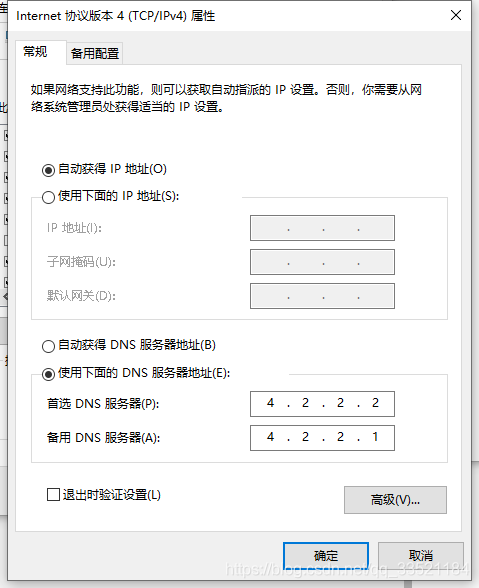 Internet 协议版本 4 (TCP/IPv4) 属性
常规
备用配置
如果网络支持此功能，则可以获取自动指派的 IP 设置。否则，你需要从网
络系统管理员处获得适当的 IP 设置。
自动获得 IP 地址(O)
使用下面的 IP 地址(S):
IP 地址(I):
. . .
子网掩码(U):
. . .
默认网关(D):
. . .
自动获得 DNS 服务器地址(B)
使用下面的 DNS 服务器地址(E):
首选 DNS 服务器(P):
4 . 2 . 2 . 2
备用 DNS 服务器(A):
4 . 2 . 2 . 1
退出时验证设置(L)
高级(V)...
确定
取消
https://blog.csdn.net/qq_33521184